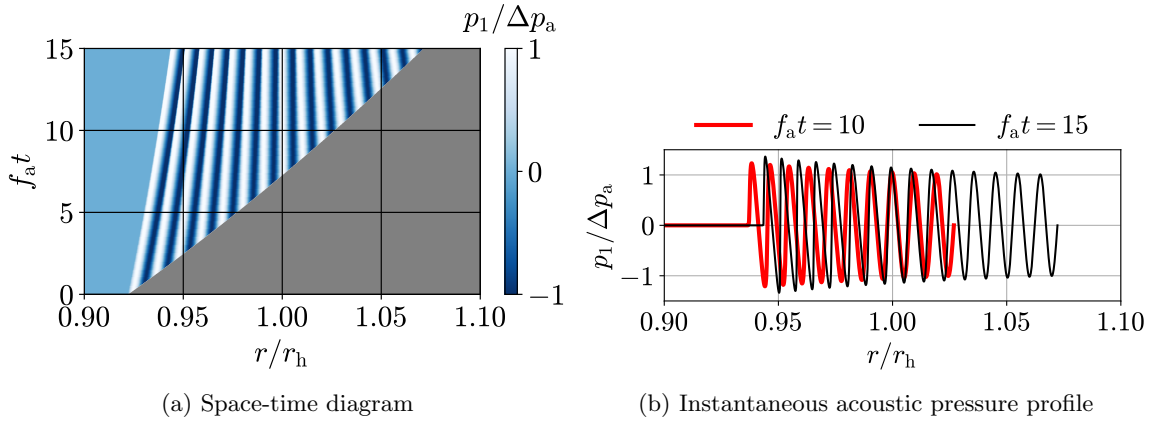 p₁/Δpₐ
15
10
5
0
fₐt
0.90
0.95
1.00
1.05
1.10
r/rₕ
1
0
−1
(a) Space-time diagram
fₐt = 10
fₐt = 15
1
0
−1
p₁/Δpₐ
0.90
0.95
1.00
1.05
1.10
r/rₕ
(b) Instantaneous acoustic pressure profile